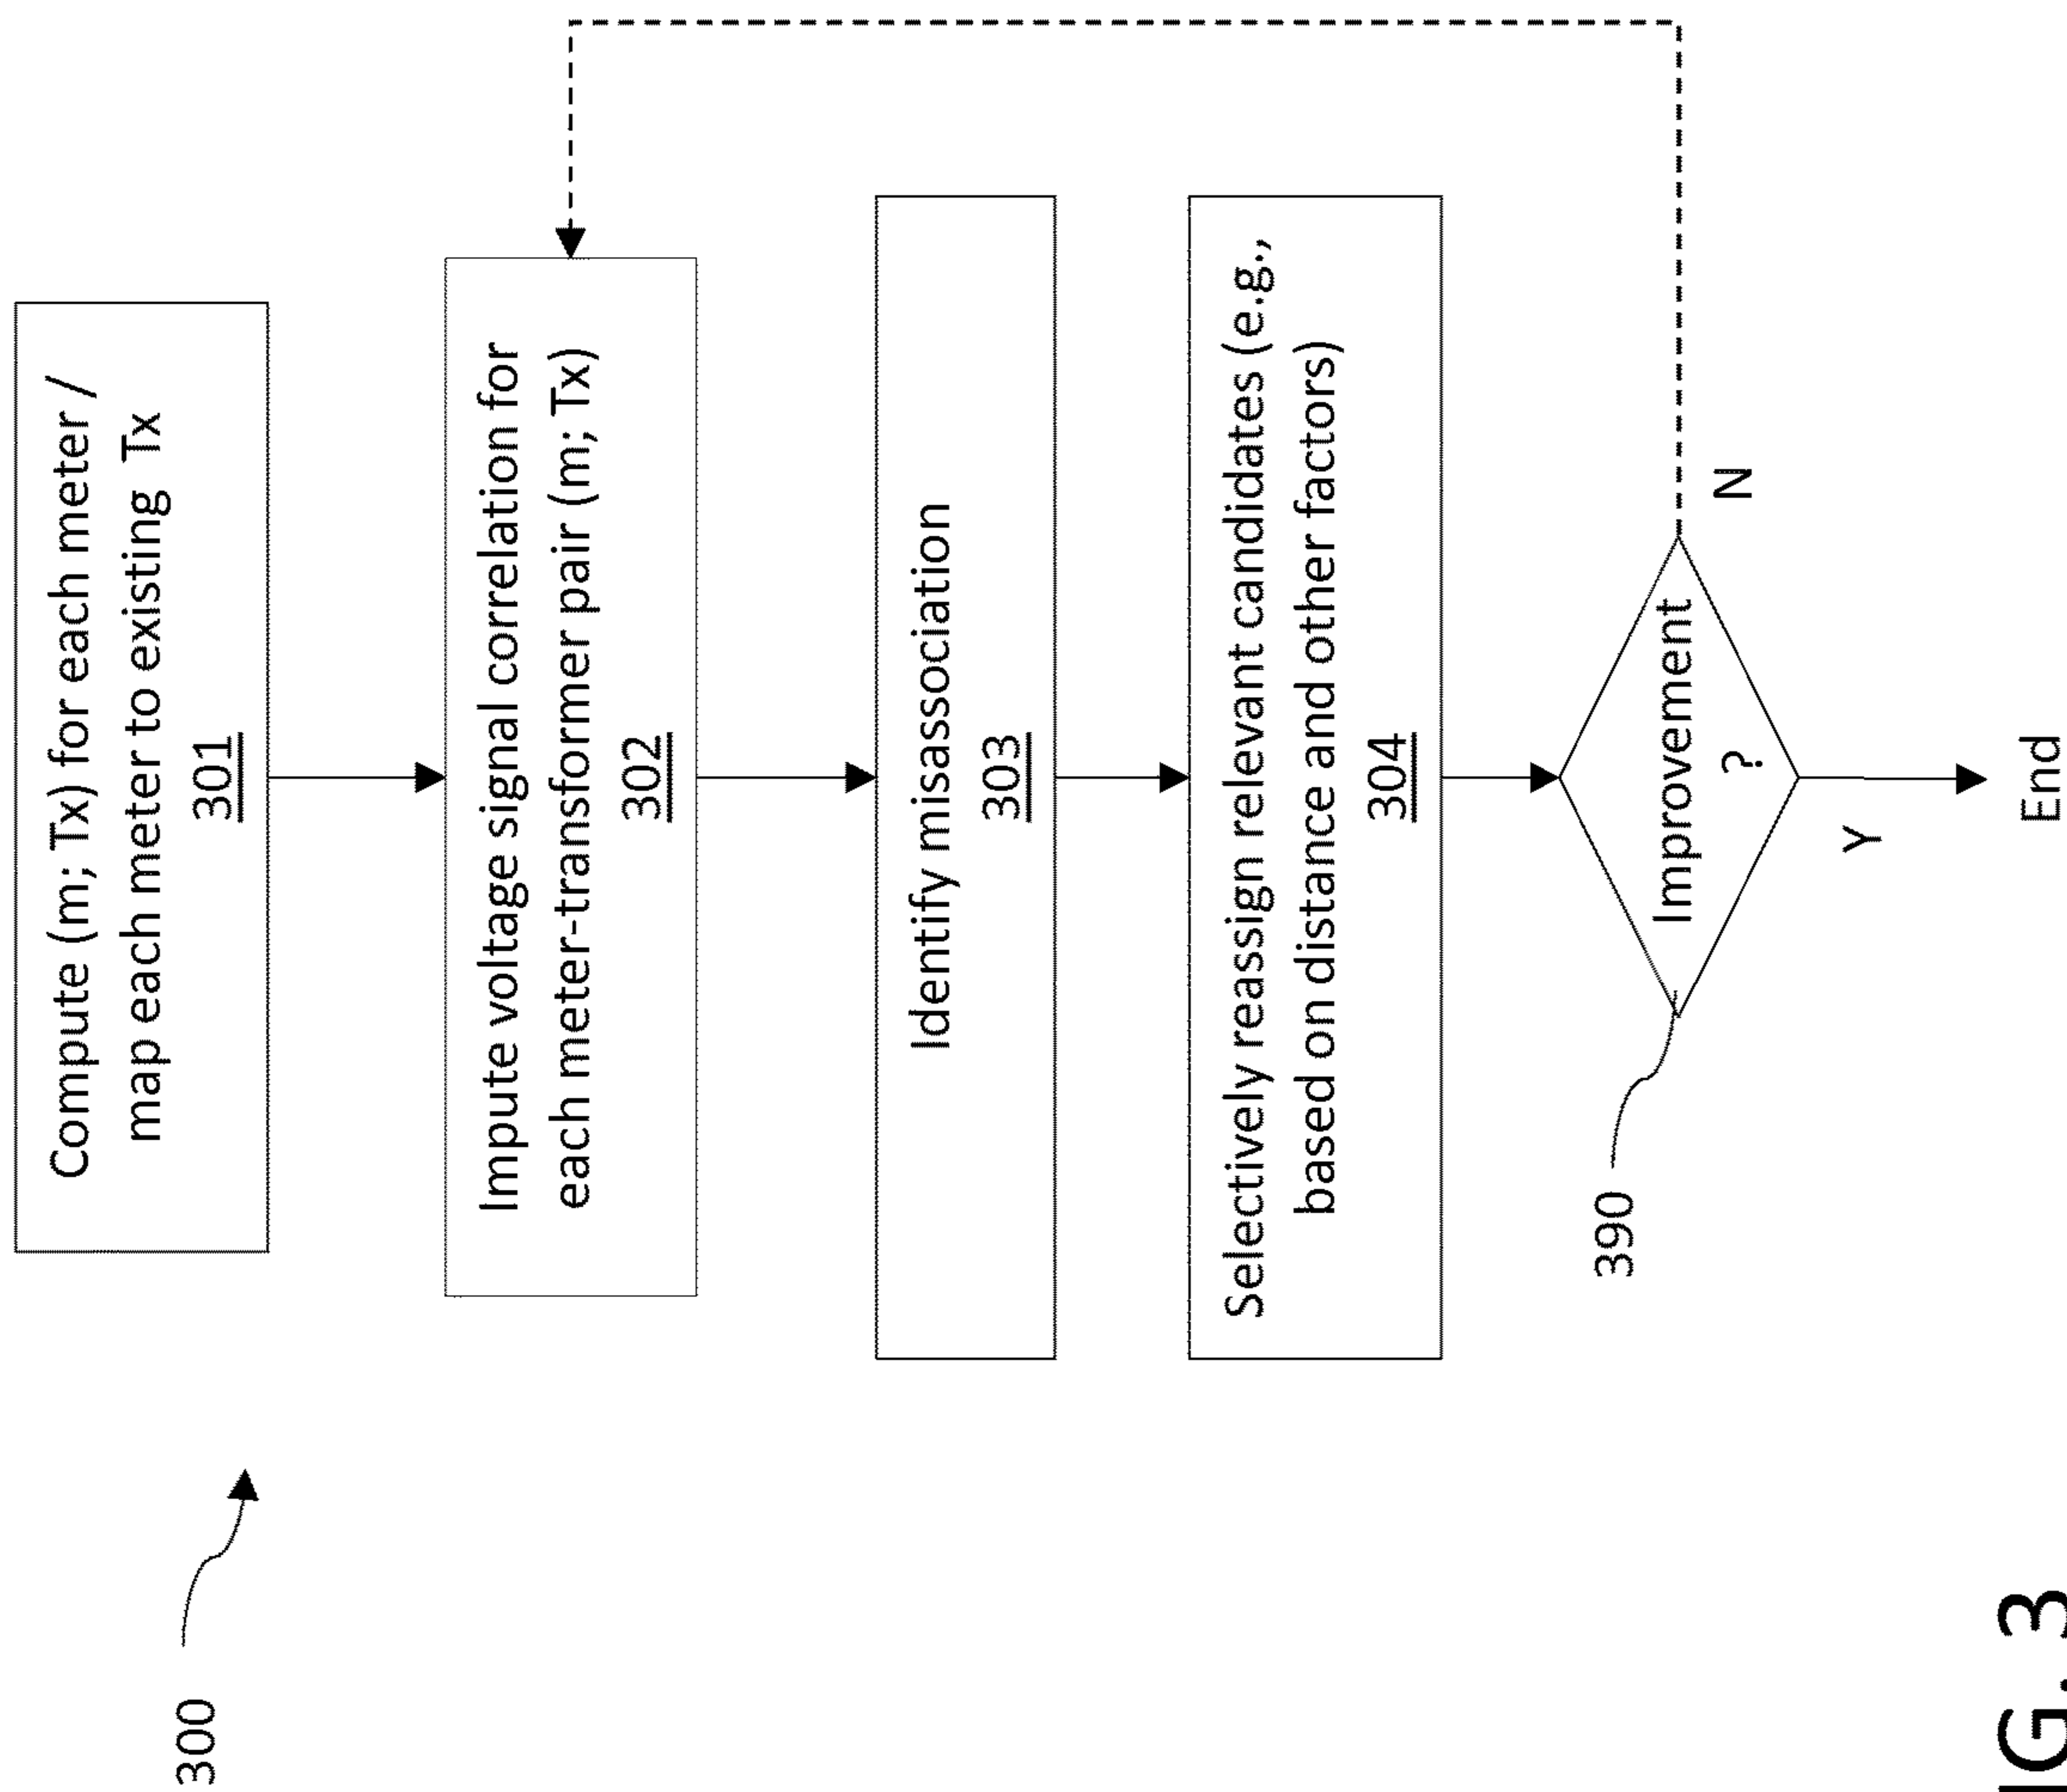 300
Compute (m; Tx) for each meter /
map each meter to existing Tx
301
Impute voltage signal correlation for
each meter-transformer pair (m; Tx)
302
Identify misassociation
303
Selectively reassign relevant candidates (e.g.,
based on distance and other factors)
304
390
Improvement
?
N
Y
End
IG. 3